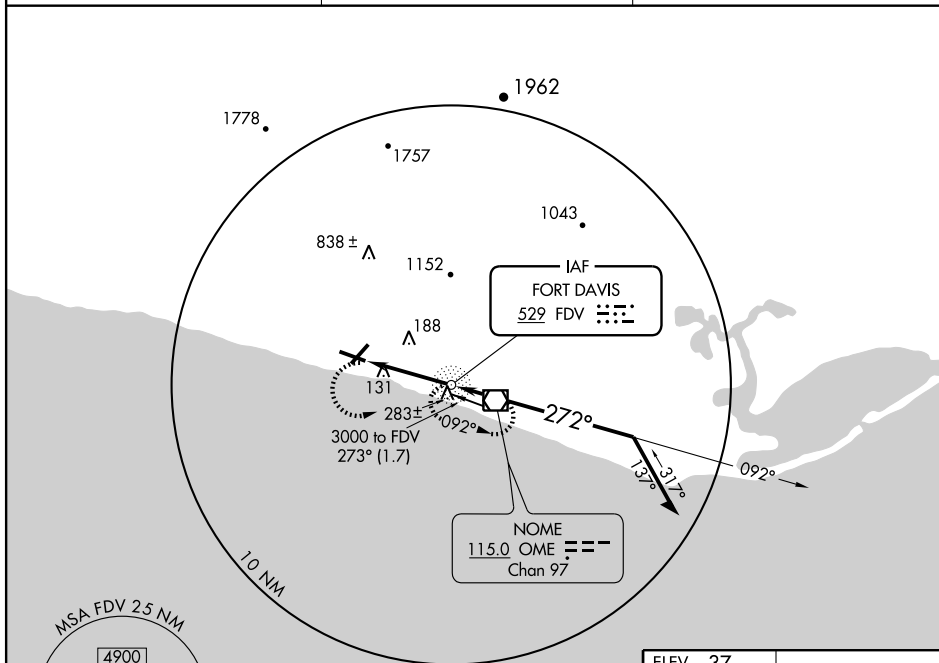 1962
1778
1757
1043
838 ±
1152
IAF
FORT DAVIS
529 FDV
188
131
283±
3000 to FDV
273° (1.7)
092°
272°
317°
137°
092°
NOME
115.0 OME
Chan 97
10 NM
MSA FDV 25 NM
4900
ELEV 37